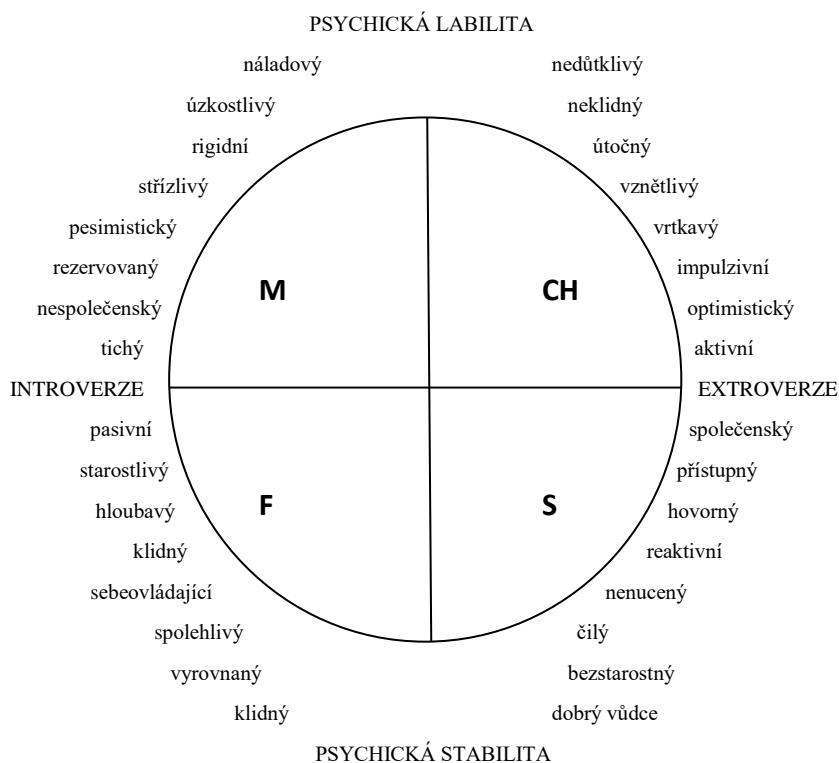 PSYCHICKÁ LABILITA
náladový nedůtklivý
úzkostlivý neklidný
rigidní útočný
střízlivý vznětlivý
pesimistický vrtkavý
rezervovaný impulzivní
M CH
nespolečenský optimistický
tichý aktivní
INTROVERZE EXTROVERZE
pasivní společenský
starostlivý přístupný
F S
hloubavý hovorný
klidný reaktivní
sebeovládající nenucený
spolehlivý čilý
vyrovnaný bezstarostný
klidný dobrý vůdce
PSYCHICKÁ STABILITA